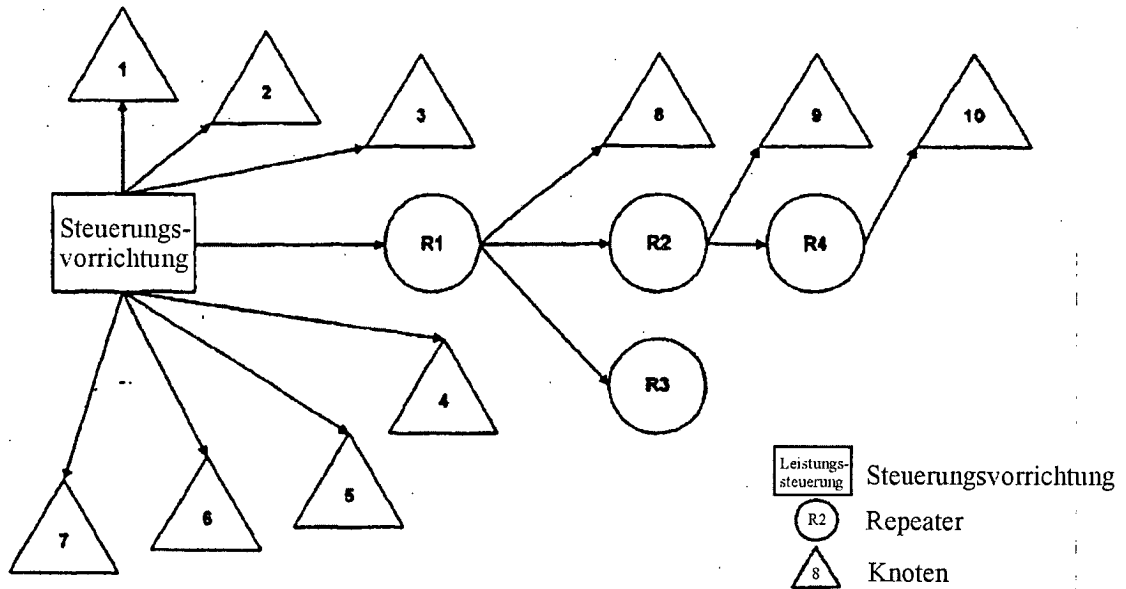 1
2
3
8
9
10
Steuerungs-
vorrichtung
R1
R2
R4
R3
4
5
6
7
Leistungs-
steuerung
Steuerungsvorrichtung
R2
Repeater
8
Knoten